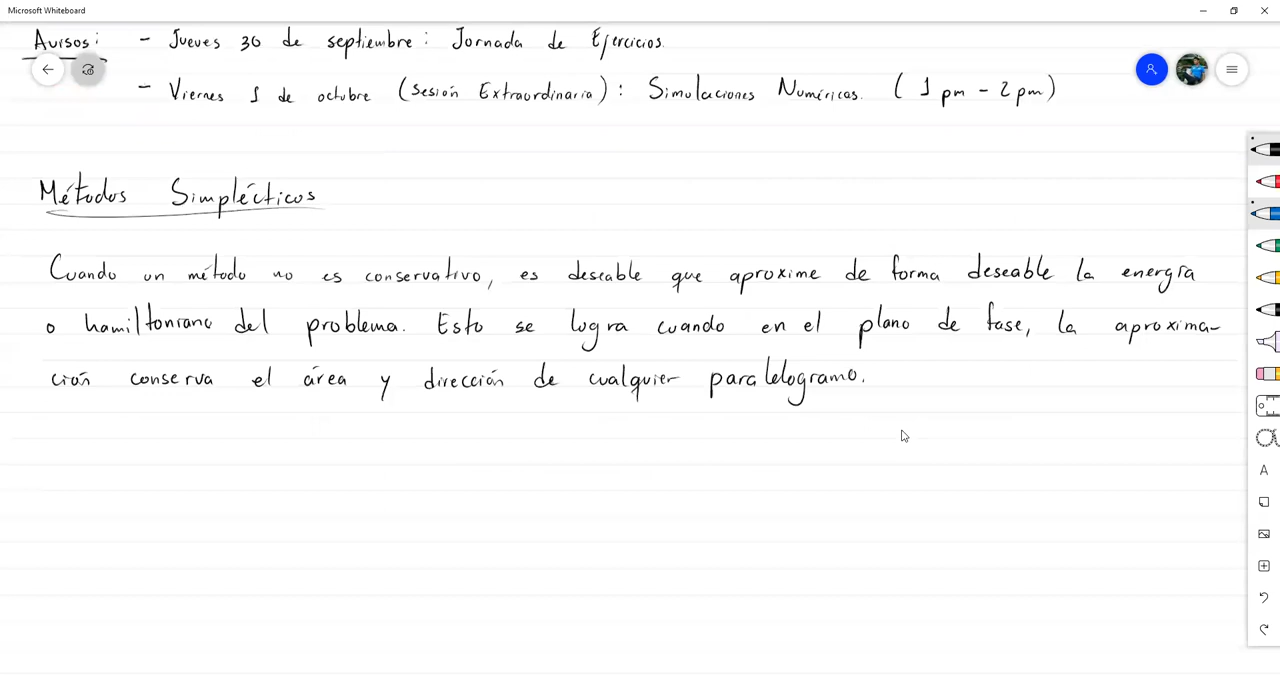 Microsoft Whiteboard
Avisos: - Jueves 30 de septiembre: Jornada de Ejercicios.
- Viernes 1 de octubre (Sesión Extraordinaria): Simulaciones Numéricas. (1 pm - 2 pm)
Métodos Simplécticos
Cuando un método no es conservativo, es deseable que aproxime de forma deseable la energía
o hamiltoniano del problema. Esto se logra cuando en el plano de fase, la aproxima-
ción conserva el área y dirección de cualquier paralelogramo.
A